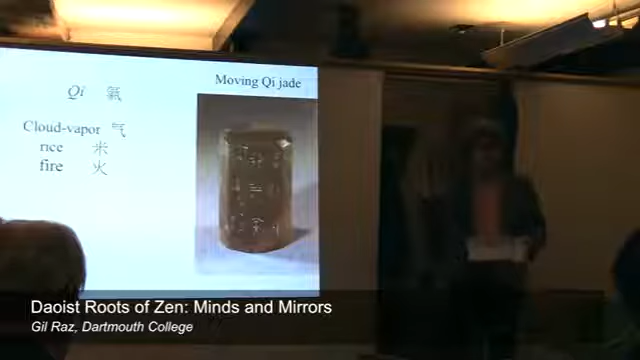 Moving Qi jade
Qi 氣
Cloud-vapor 气
rice 米
fire 火
Daoist Roots of Zen: Minds and Mirrors
Gil Raz, Dartmouth College